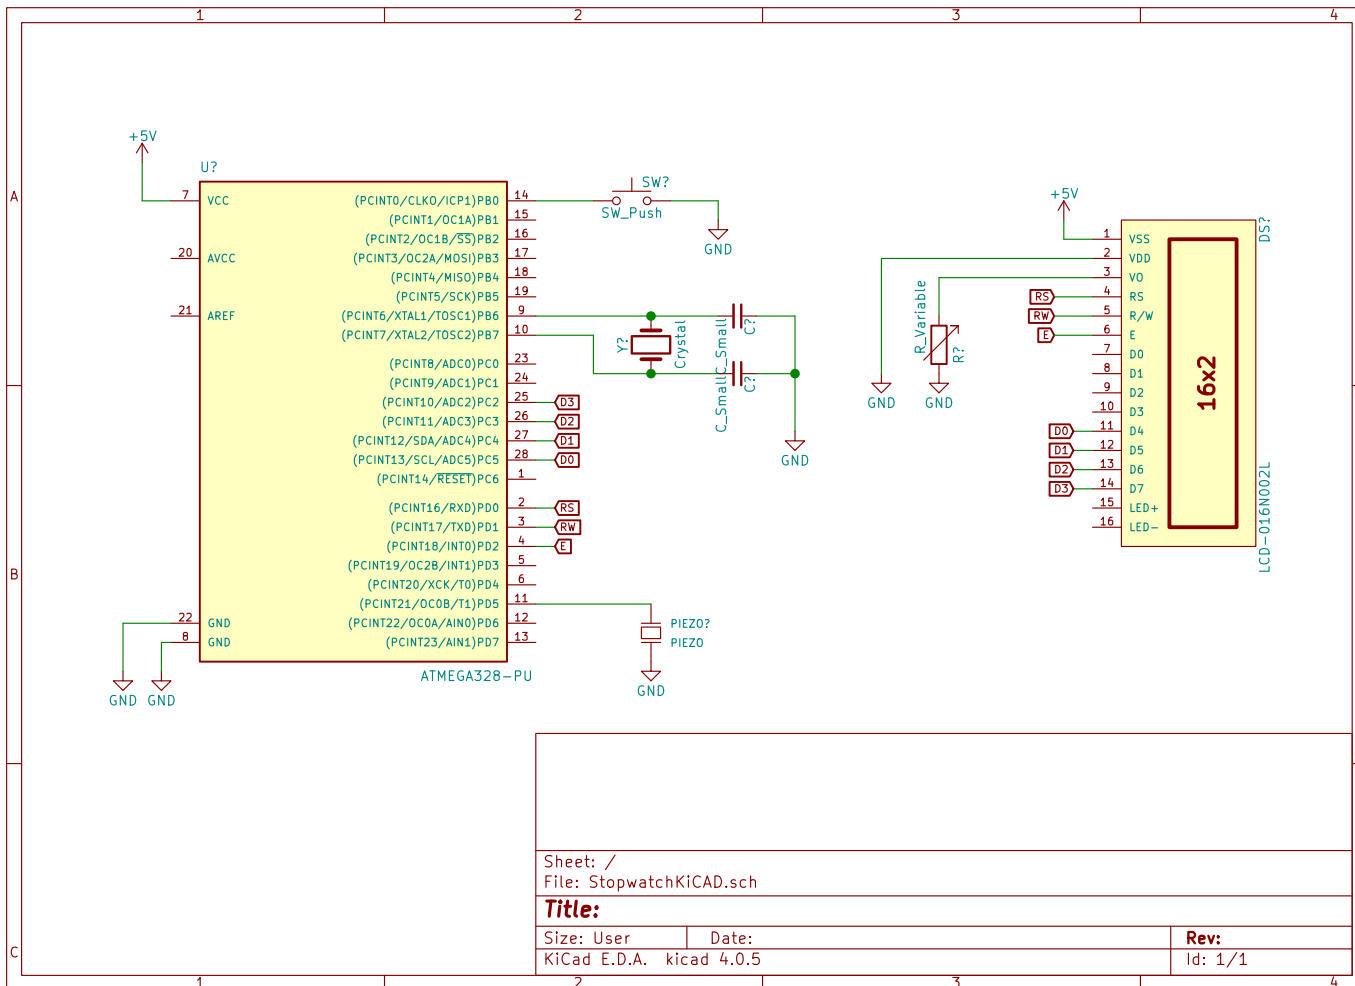 1 2 3 4
A
B
C
+5V
U?
7 VCC
20 AVCC
21 AREF
22 GND
8 GND
GND GND
(PCINT0/CLKO/ICP1)PB0 14
(PCINT1/OC1A)PB1 15
(PCINT2/OC1B/SS)PB2 16
(PCINT3/OC2A/MOSI)PB3 17
(PCINT4/MISO)PB4 18
(PCINT5/SCK)PB5 19
(PCINT6/XTAL1/TOSC1)PB6 9
(PCINT7/XTAL2/TOSC2)PB7 10
(PCINT8/ADC0)PC0 23
(PCINT9/ADC1)PC1 24
(PCINT10/ADC2)PC2 25 D3
(PCINT11/ADC3)PC3 26 D2
(PCINT12/SDA/ADC4)PC4 27 D1
(PCINT13/SCL/ADC5)PC5 28 D0
(PCINT14/RESET)PC6 1
(PCINT16/RXD)PD0 2 RS
(PCINT17/TXD)PD1 3 RW
(PCINT18/INT0)PD2 4 E
(PCINT19/OC2B/INT1)PD3 5
(PCINT20/XCK/T0)PD4 6
(PCINT21/OC0B/T1)PD5 11
(PCINT22/OC0A/AIN0)PD6 12
(PCINT23/AIN1)PD7 13
ATMEGA328-PU
SW?
SW_Push
GND
Y?
Crystal
C_Small
C?
C_Small
C?
GND
PIEZO?
PIEZO
GND
GND
R_Variable
R?
GND
+5V
DS?
1 VSS
2 VDD
3 VO
RS 4 RS
RW 5 R/W
E 6 E
7 D0
8 D1
9 D2
10 D3
D0 11 D4
D1 12 D5
D2 13 D6
D3 14 D7
15 LED+
16 LED-
16x2
LCD-016N002L
Sheet: /
File: StopwatchKiCAD.sch
Title:
Size: User Date: Rev:
KiCad E.D.A. kicad 4.0.5 Id: 1/1
1 2 3 4